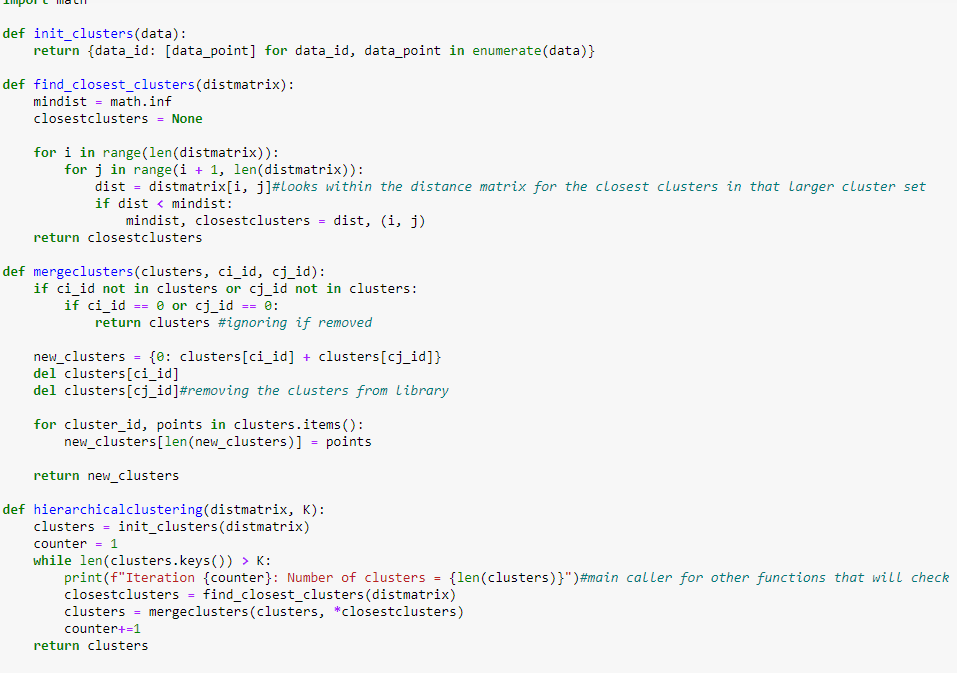 import math
def init_clusters(data):
    return {data_id: [data_point] for data_id, data_point in enumerate(data)}
def find_closest_clusters(distmatrix):
    mindist = math.inf
    closestclusters = None
    for i in range(len(distmatrix)):
        for j in range(i + 1, len(distmatrix)):
            dist = distmatrix[i, j]#looks within the distance matrix for the closest clusters in that larger cluster set
            if dist < mindist:
                mindist, closestclusters = dist, (i, j)
    return closestclusters
def mergeclusters(clusters, ci_id, cj_id):
    if ci_id not in clusters or cj_id not in clusters:
        if ci_id == 0 or cj_id == 0:
            return clusters #ignoring if removed
    new_clusters = {0: clusters[ci_id] + clusters[cj_id]}
    del clusters[ci_id]
    del clusters[cj_id]#removing the clusters from library
    for cluster_id, points in clusters.items():
        new_clusters[len(new_clusters)] = points
    return new_clusters
def hierarchicalclustering(distmatrix, K):
    clusters = init_clusters(distmatrix)
    counter = 1
    while len(clusters.keys()) > K:
        print(f"Iteration {counter}: Number of clusters = {len(clusters)}")#main caller for other functions that will check
        closestclusters = find_closest_clusters(distmatrix)
        clusters = mergeclusters(clusters, *closestclusters)
        counter+=1
    return clusters